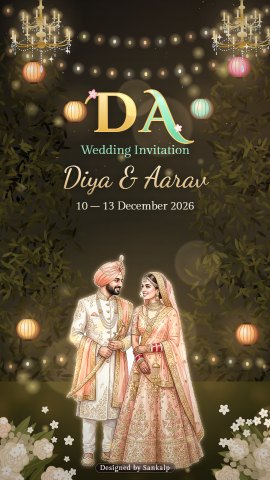 DA
Wedding Invitation
Diya & Aarav
10 — 13 December 2026
Designed by Sankalp